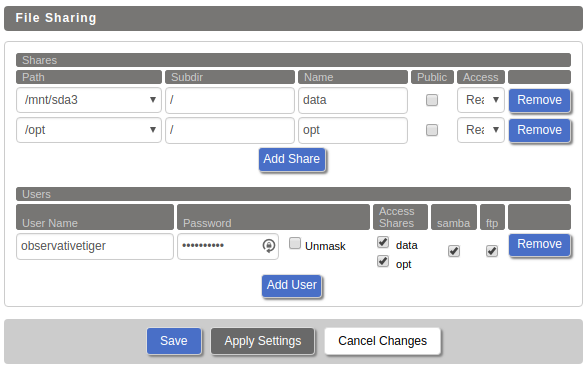 File Sharing
Shares
Path Subdir Name Public Access
/mnt/sda3 / data Rea Remove
/opt / opt Rea Remove
Add Share
Users
User Name Password Access Shares samba ftp
observativetiger •••••••••• Unmask data Remove
opt
Add User
Save Apply Settings Cancel Changes